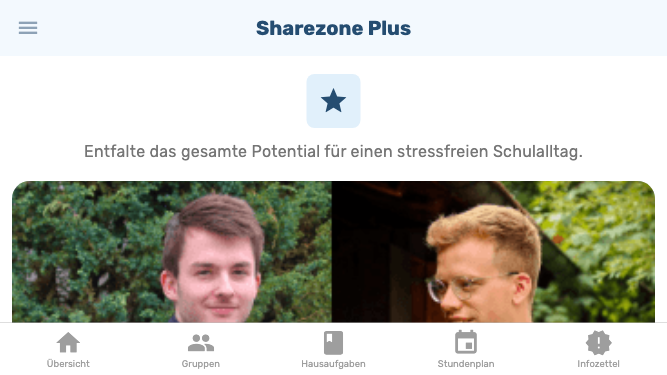 Sharezone Plus
Entfalte das gesamte Potential für einen stressfreien Schulalltag.
Übersicht
Gruppen
Hausaufgaben
Stundenplan
Infozettel